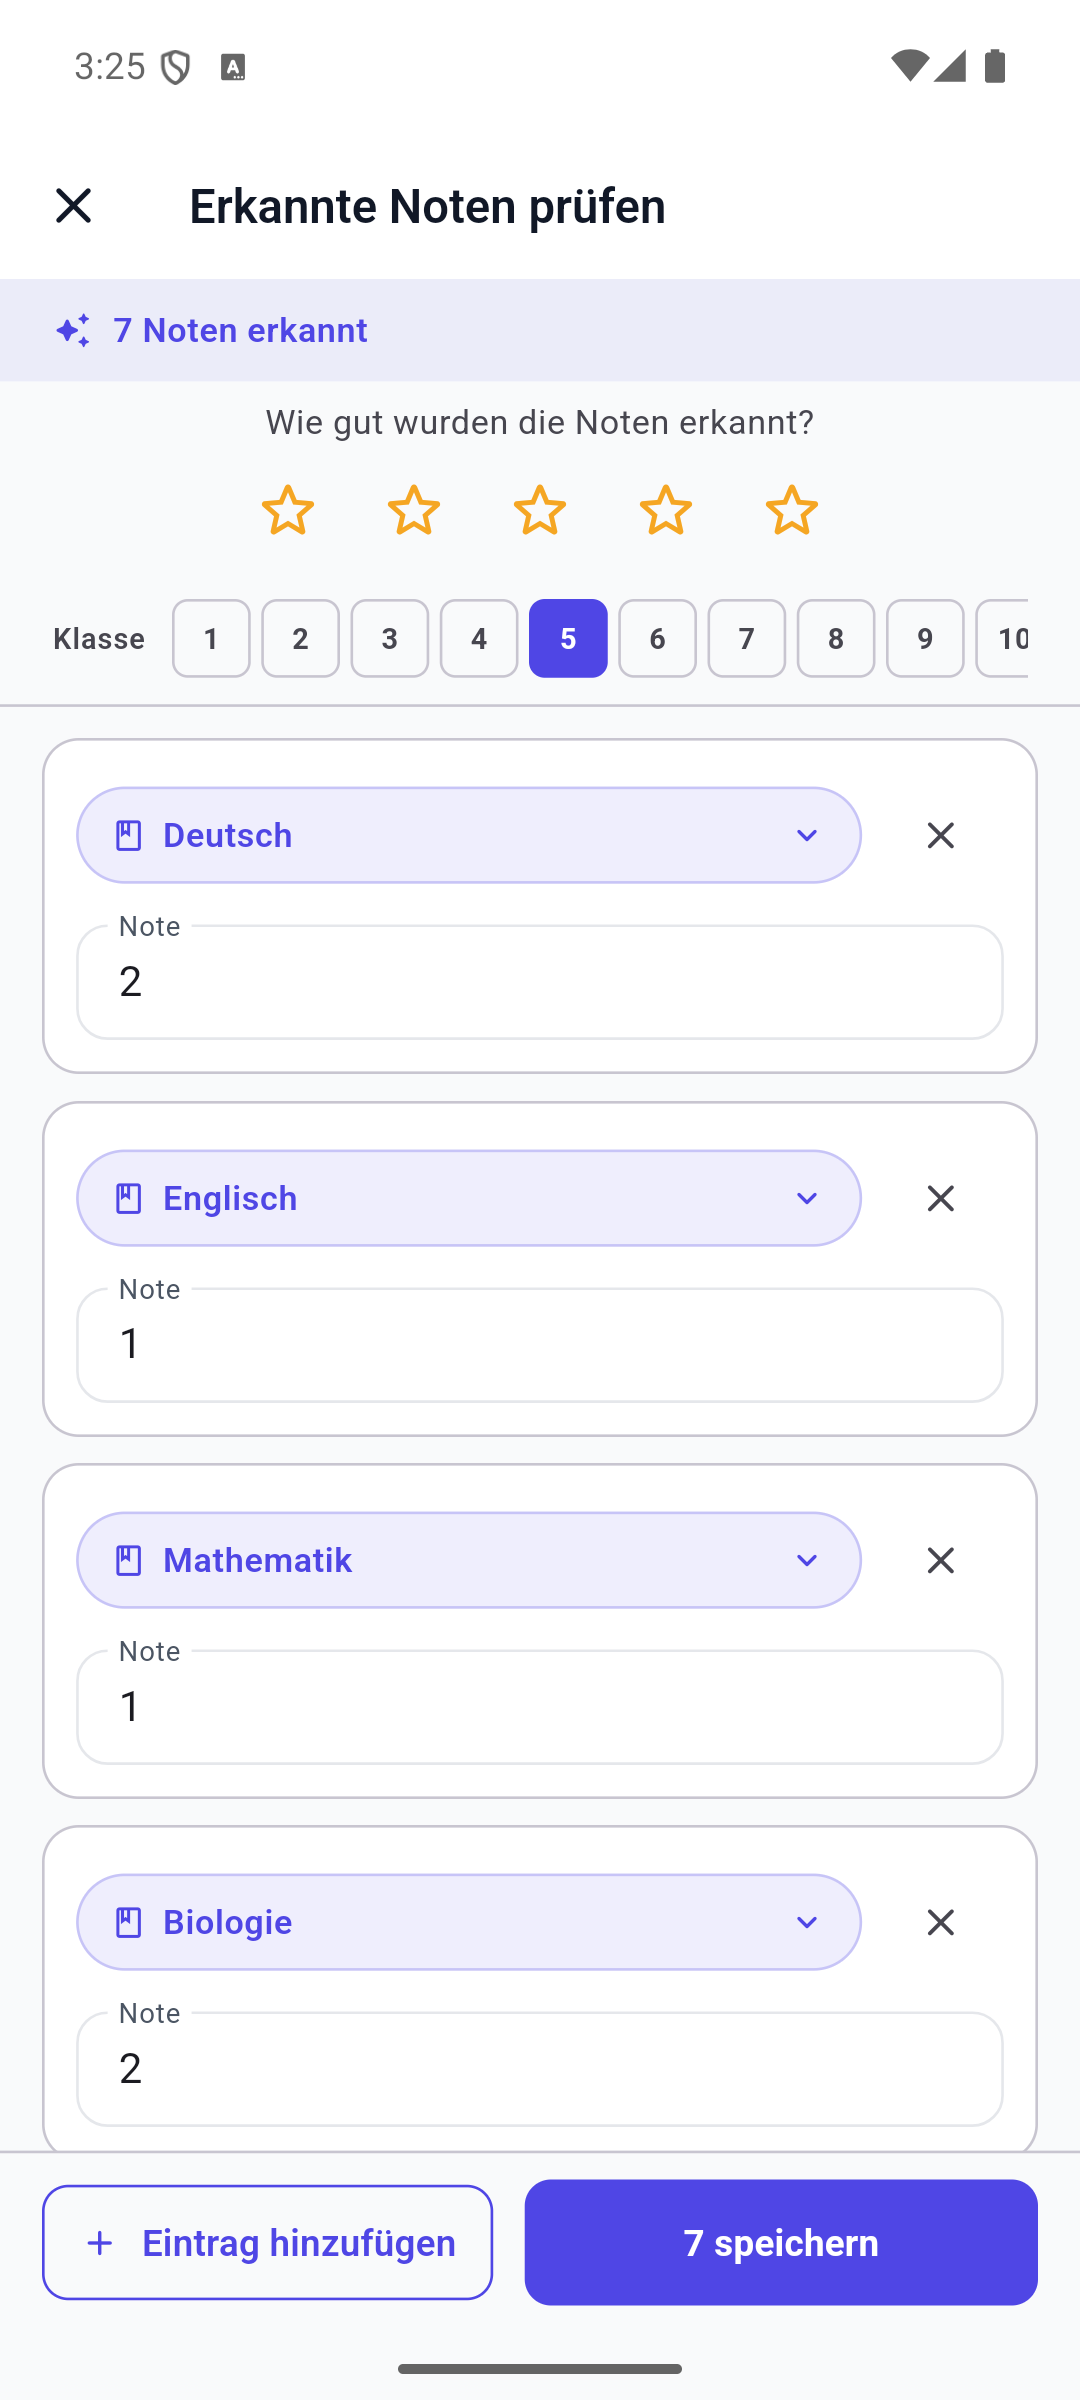 3:25
Erkannte Noten prüfen
7 Noten erkannt
Wie gut wurden die Noten erkannt?
Klasse 1 2 3 4 5 6 7 8 9 10
Deutsch
Note
2
Englisch
Note
1
Mathematik
Note
1
Biologie
Note
2
+ Eintrag hinzufügen
7 speichern